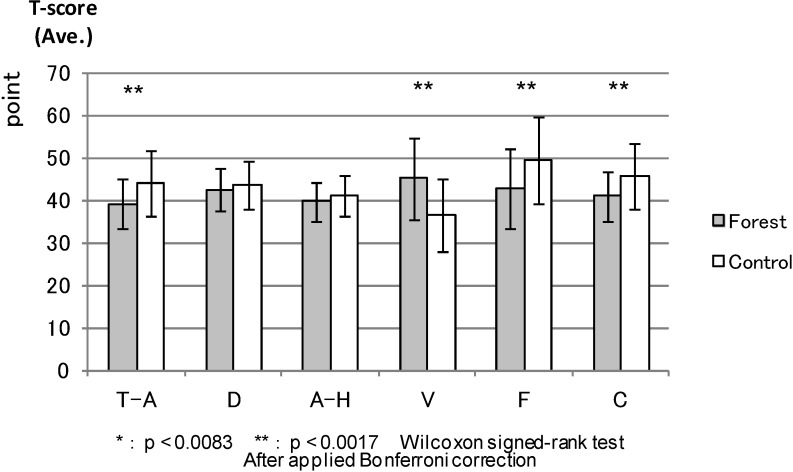 T-score
(Ave.)
point
70
60
50
40
30
20
10
0
** ** ** **
T-A D A-H V F C
Forest
Control
* : p < 0.0083 ** : p < 0.0017 Wilcoxon signed-rank test
After applied Bonferroni correction